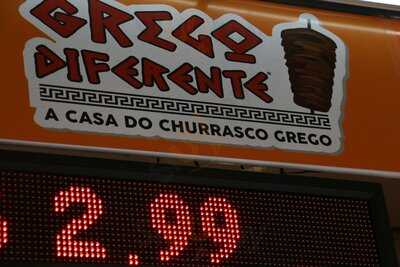 GREGO
DIFERENTE
A CASA DO CHURRASCO GREGO
2.99